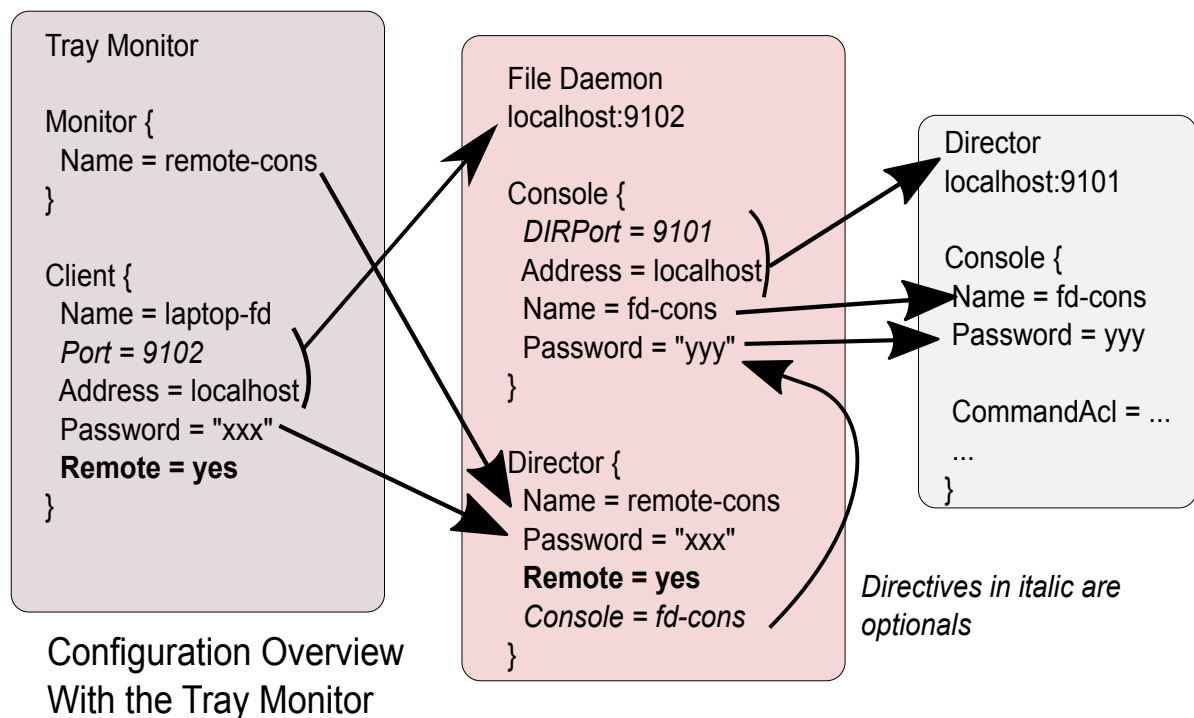 Tray Monitor
Monitor {
Name = remote-cons
}
Client {
Name = laptop-fd
Port = 9102
Address = localhost
Password = "xxx"
Remote = yes
}
File Daemon
localhost:9102
Console {
DIRPort = 9101
Address = localhost
Name = fd-cons
Password = "yyy"
}
Director {
Name = remote-cons
Password = "xxx"
Remote = yes
Console = fd-cons
}
Director
localhost:9101
Console {
Name = fd-cons
Password = yyy
CommandAcl = ...
...
}
Directives in italic are
optionals
Configuration Overview
With the Tray Monitor